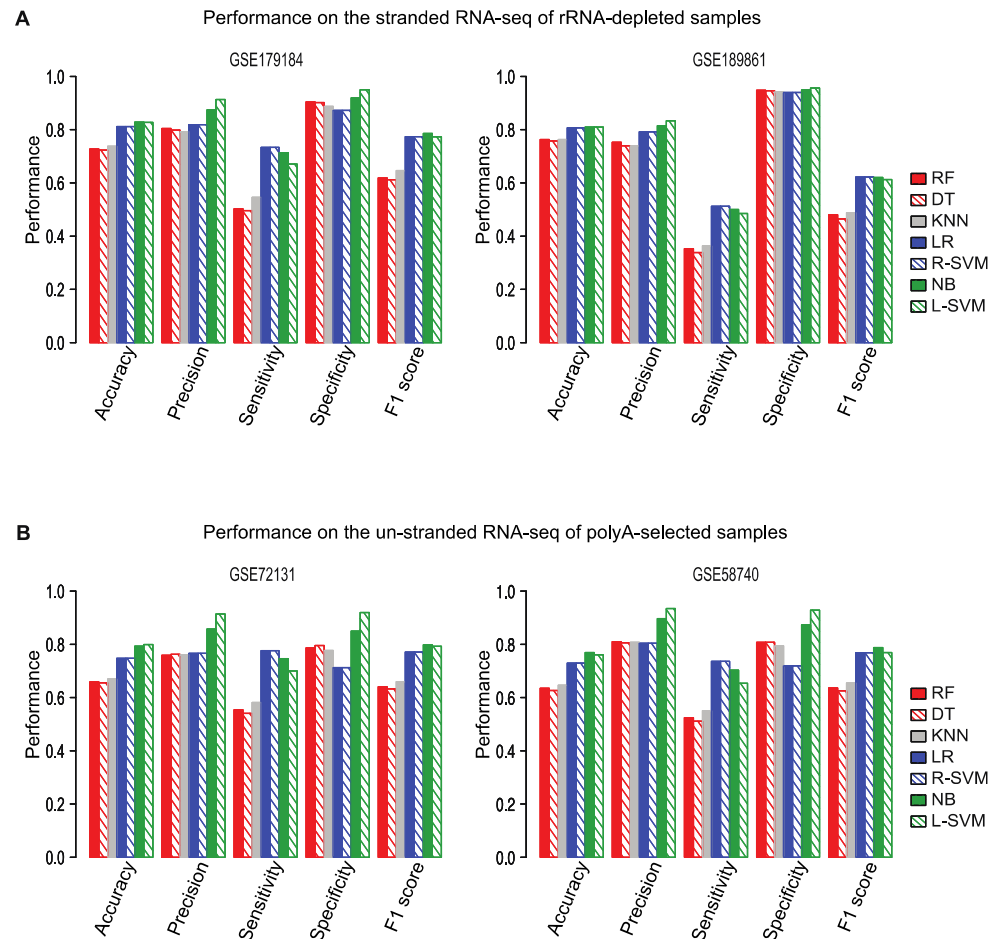 A
Performance on the stranded RNA-seq of rRNA-depleted samples
GSE179184
Performance
1.0
0.8
0.6
0.4
0.2
0.0
Accuracy
Precision
Sensitivity
Specificity
F1 score
GSE189861
Performance
1.0
0.8
0.6
0.4
0.2
0.0
Accuracy
Precision
Sensitivity
Specificity
F1 score
RF
DT
KNN
LR
R-SVM
NB
L-SVM
B
Performance on the un-stranded RNA-seq of polyA-selected samples
GSE72131
Performance
1.0
0.8
0.6
0.4
0.2
0.0
Accuracy
Precision
Sensitivity
Specificity
F1 score
GSE58740
Performance
1.0
0.8
0.6
0.4
0.2
0.0
Accuracy
Precision
Sensitivity
Specificity
F1 score
RF
DT
KNN
LR
R-SVM
NB
L-SVM